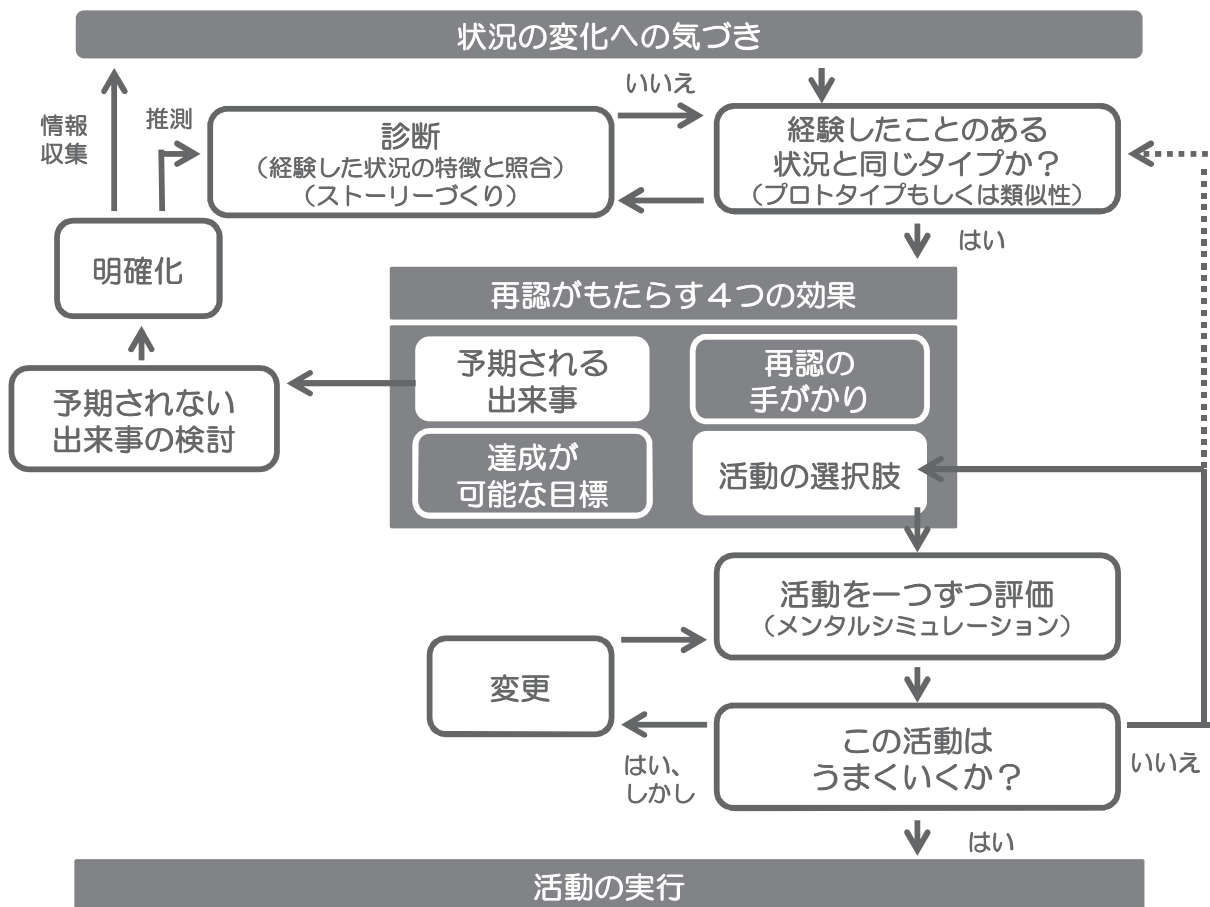 状況の変化への気づき
情報
収集
推測
診断
（経験した状況の特徴と照合）
（ストーリーづくり）
いいえ
経験したことのある
状況と同じタイプか？
（プロトタイプもしくは類似性）
はい
明確化
再認がもたらす４つの効果
予期される
出来事
再認の
手がかり
予期されない
出来事の検討
達成が
可能な目標
活動の選択肢
活動を一つずつ評価
（メンタルシミュレーション）
変更
はい、
しかし
この活動は
うまくいくか？
いいえ
はい
活動の実行